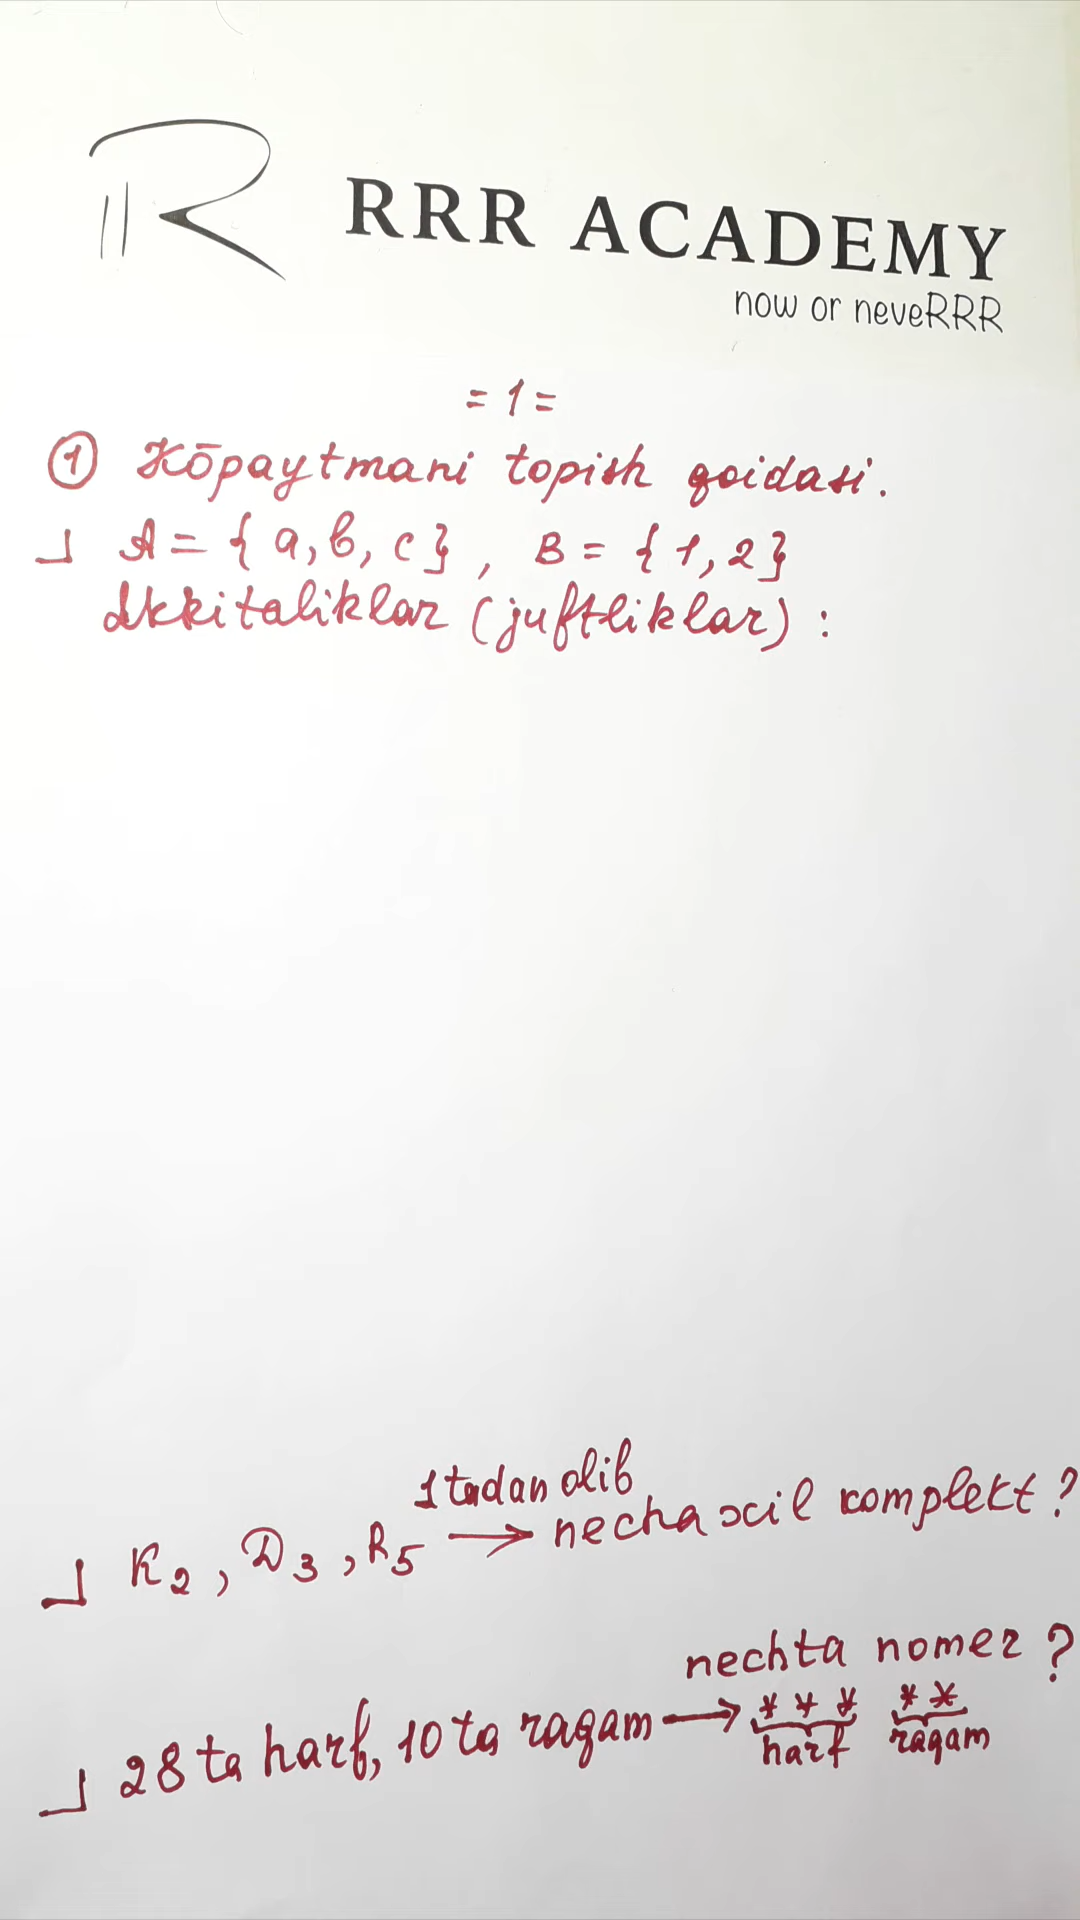 R RRR ACADEMY
now or neveRRR
= 1 =
① Kōpaytmani topish qoidasi.
⅃ A = { a, b, c } , B = { 1, 2 }
Ikkitaliklar (juftliklar) :
1 tadan olib
⅃ K₂ , D₃ , R₅ → necha xil komplekt ?
nechta nomer ?
⅃ 28 ta harf, 10 ta raqam → * * * * *
harf raqam